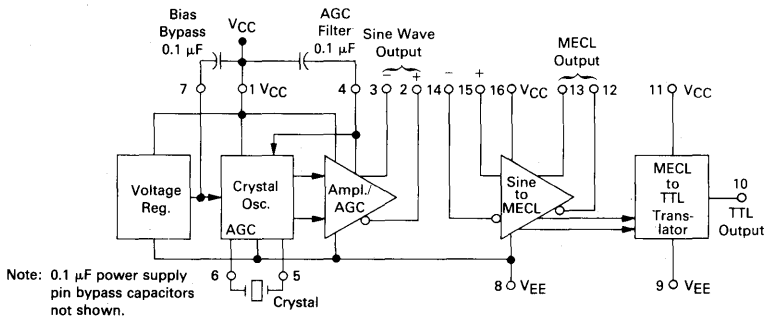 Bias
Bypass
0.1 µF
VCC
AGC
Filter
0.1 µF
Sine Wave
Output
MECL
Output
7
1 VCC
4
3 −
2 +
14 −
15 +
16 VCC
13
12
11 VCC
Voltage
Reg.
Crystal
Osc.
AGC
Ampl./
AGC
Sine
to
MECL
MECL
to
TTL
Trans-
lator
10
TTL
Output
6
5
Crystal
8 VEE
9 VEE
Note: 0.1 µF power supply
pin bypass capacitors
not shown.